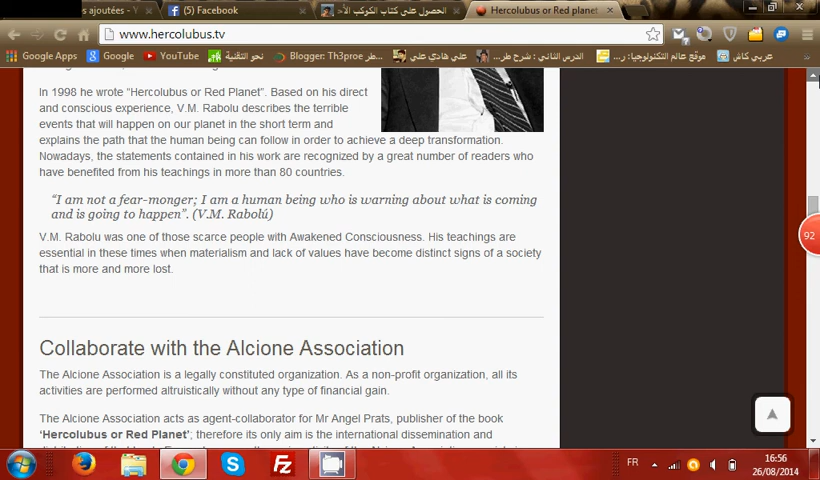 s ajoutées - Y
(5) Facebook
الحصول على كتاب الكوكب الأح
Hercolubus or Red planet
www.hercolubus.tv
Google Apps
Google
YouTube
نحو التقنية
Blogger: Th3proe
الدرس الثاني : شرح طر
موقع عالم التكنولوجيا: ر
عربي كاش
In 1998 he wrote “Hercolubus or Red Planet”. Based on his direct
and conscious experience, V.M. Rabolu describes the terrible
events that will happen on our planet in the short term and
explains the path that the human being can follow in order to achieve a deep transformation.
Nowadays, the statements contained in his work are recognized by a great number of readers who
have benefited from his teachings in more than 80 countries.
“I am not a fear-monger; I am a human being who is warning about what is coming
and is going to happen”. (V.M. Rabolú)
92
V.M. Rabolu was one of those scarce people with Awakened Consciousness. His teachings are
essential in these times when materialism and lack of values have become distinct signs of a society
that is more and more lost.
Collaborate with the Alcione Association
The Alcione Association is a legally constituted organization. As a non-profit organization, all its
activities are performed altruistically without any type of financial gain.
The Alcione Association acts as agent-collaborator for Mr Angel Prats, publisher of the book
‘Hercolubus or Red Planet’; therefore its only aim is the international dissemination and
FR
16:56
26/08/2014